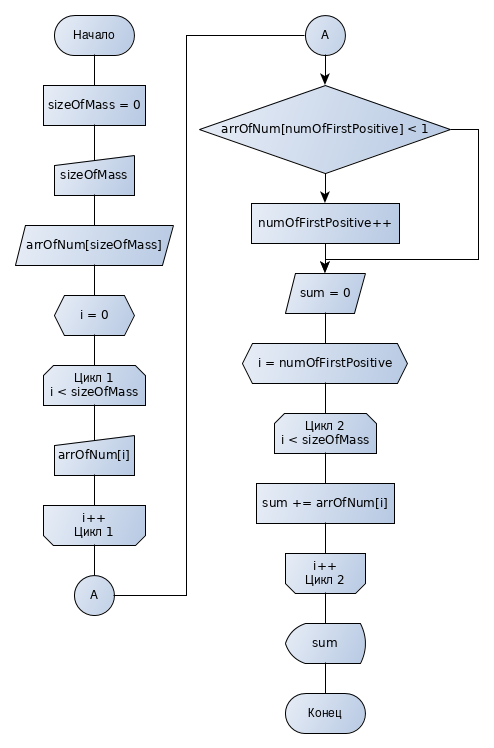 Начало
sizeOfMass = 0
sizeOfMass
arrOfNum[sizeOfMass]
i = 0
Цикл 1
i < sizeOfMass
arrOfNum[i]
i++
Цикл 1
A
A
arrOfNum[numOfFirstPositive] < 1
numOfFirstPositive++
sum = 0
i = numOfFirstPositive
Цикл 2
i < sizeOfMass
sum += arrOfNum[i]
i++
Цикл 2
sum
Конец